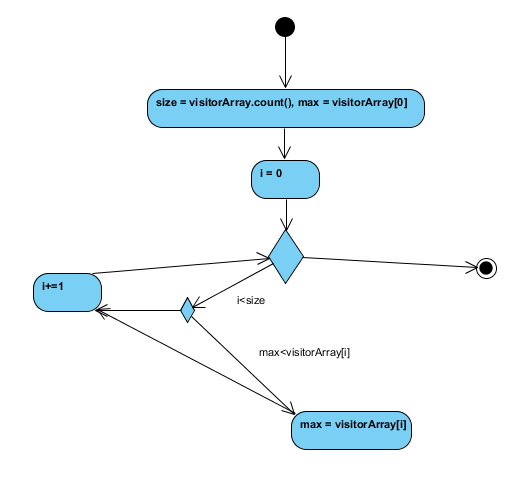 size = visitorArray.count(), max = visitorArray[0]
i = 0
i+=1
i<size
max<visitorArray[i]
max = visitorArray[i]